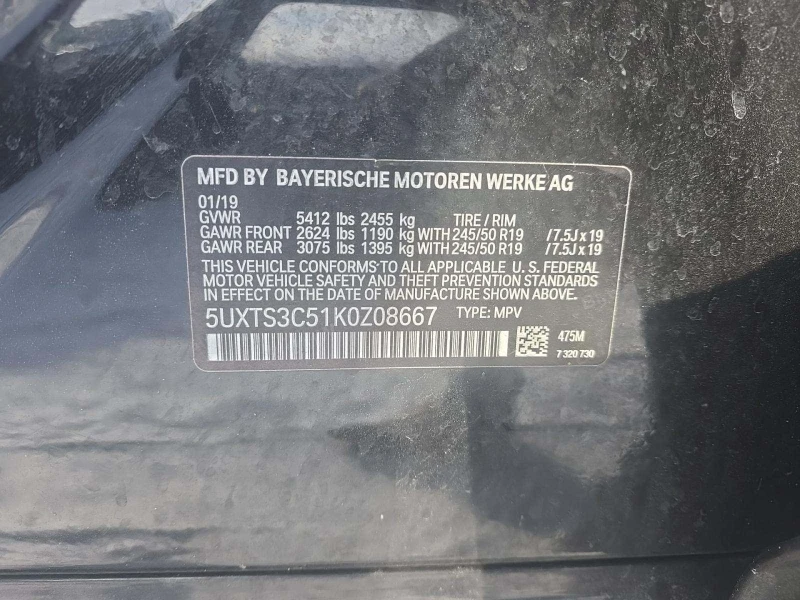 MFD BY BAYERISCHE MOTOREN WERKE AG
01/19
GVWR 5412 lbs 2455 kg TIRE / RIM
GAWR FRONT 2624 lbs 1190 kg WITH 245/50 R19 /7.5J x 19
GAWR REAR 3075 lbs 1395 kg WITH 245/50 R19 /7.5J x 19
THIS VEHICLE CONFORMS TO ALL APPLICABLE U. S. FEDERAL
MOTOR VEHICLE SAFETY AND THEFT PREVENTION STANDARDS
IN EFFECT ON THE DATE OF MANUFACTURE SHOWN ABOVE.
5UXTS3C51K0Z08667 TYPE: MPV
475M
7 320 730